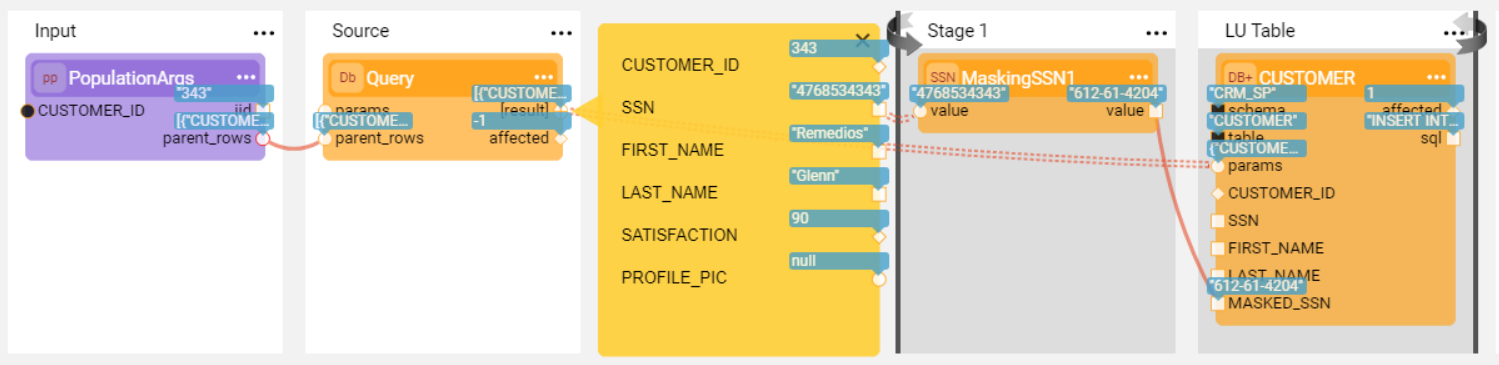 Input
...
pp PopulationArgs ...
"343"
CUSTOMER_ID iid
[{"CUSTOME...
parent_rows
Source
...
Db Query ...
[{"CUSTOME...
params [result]
[{"CUSTOME... -1
parent_rows affected
343
CUSTOMER_ID
"4768534343"
SSN
"Remedios"
FIRST_NAME
"Glenn"
LAST_NAME
90
SATISFACTION
null
PROFILE_PIC
Stage 1
...
SSN MaskingSSN1 ...
"4768534343" "612-61-4204"
value value
LU Table
...
DB+ CUSTOMER ...
"CRM_SP" 1
schema affected
"CUSTOMER" "INSERT INT...
table sql
{"CUSTOME...
params
CUSTOMER_ID
SSN
FIRST_NAME
LAST_NAME
"612-61-4204"
MASKED_SSN